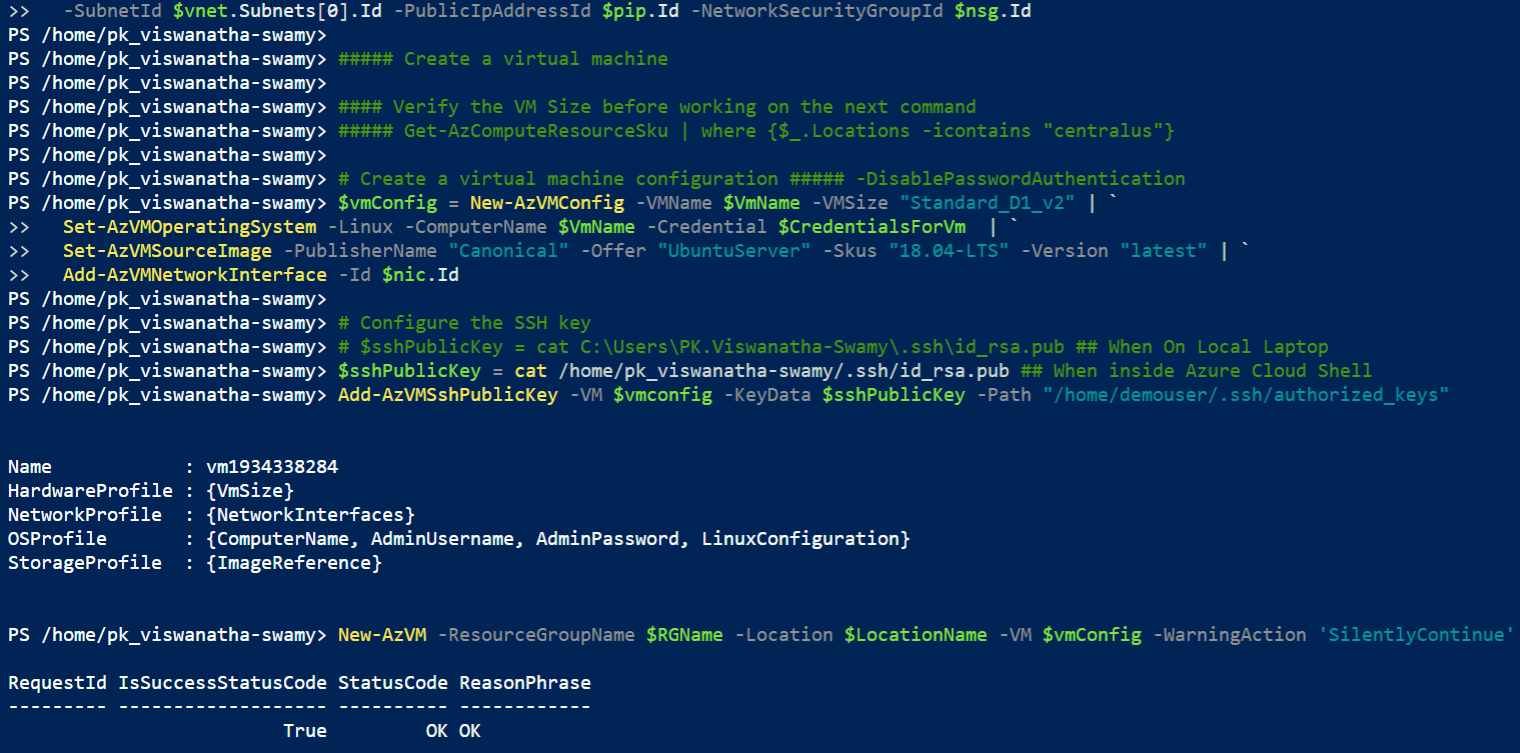 >>   -SubnetId $vnet.Subnets[0].Id -PublicIpAddressId $pip.Id -NetworkSecurityGroupId $nsg.Id
PS /home/pk_viswanatha-swamy>
PS /home/pk_viswanatha-swamy> ##### Create a virtual machine
PS /home/pk_viswanatha-swamy>
PS /home/pk_viswanatha-swamy> #### Verify the VM Size before working on the next command
PS /home/pk_viswanatha-swamy> ##### Get-AzComputeResourceSku | where {$_.Locations -icontains "centralus"}
PS /home/pk_viswanatha-swamy>
PS /home/pk_viswanatha-swamy> # Create a virtual machine configuration ##### -DisablePasswordAuthentication
PS /home/pk_viswanatha-swamy> $vmConfig = New-AzVMConfig -VMName $VmName -VMSize "Standard_D1_v2" | `
>>   Set-AzVMOperatingSystem -Linux -ComputerName $VmName -Credential $CredentialsForVm  | `
>>   Set-AzVMSourceImage -PublisherName "Canonical" -Offer "UbuntuServer" -Skus "18.04-LTS" -Version "latest" | `
>>   Add-AzVMNetworkInterface -Id $nic.Id
PS /home/pk_viswanatha-swamy>
PS /home/pk_viswanatha-swamy> # Configure the SSH key
PS /home/pk_viswanatha-swamy> # $sshPublicKey = cat C:\Users\PK.Viswanatha-Swamy\.ssh\id_rsa.pub ## When On Local Laptop
PS /home/pk_viswanatha-swamy> $sshPublicKey = cat /home/pk_viswanatha-swamy/.ssh/id_rsa.pub ## When inside Azure Cloud Shell
PS /home/pk_viswanatha-swamy> Add-AzVMSshPublicKey -VM $vmconfig -KeyData $sshPublicKey -Path "/home/demouser/.ssh/authorized_keys"
Name            : vm1934338284
HardwareProfile : {VmSize}
NetworkProfile  : {NetworkInterfaces}
OSProfile       : {ComputerName, AdminUsername, AdminPassword, LinuxConfiguration}
StorageProfile  : {ImageReference}
PS /home/pk_viswanatha-swamy> New-AzVM -ResourceGroupName $RGName -Location $LocationName -VM $vmConfig -WarningAction 'SilentlyContinue'
RequestId IsSuccessStatusCode StatusCode ReasonPhrase
--------- ------------------- ---------- ------------
                         True         OK OK